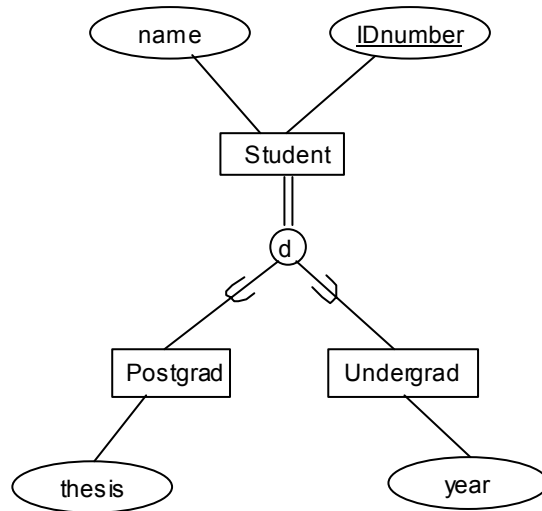 name
IDnumber
Student
d
Postgrad
Undergrad
thesis
year